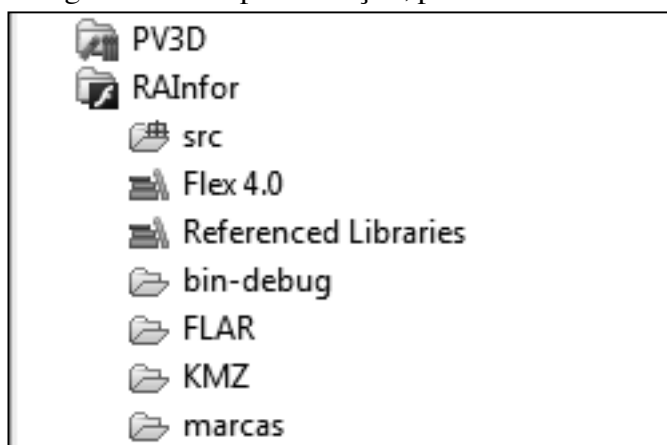 PV3D
RAInfor
src
Flex 4.0
Referenced Libraries
bin-debug
FLAR
KMZ
marcas